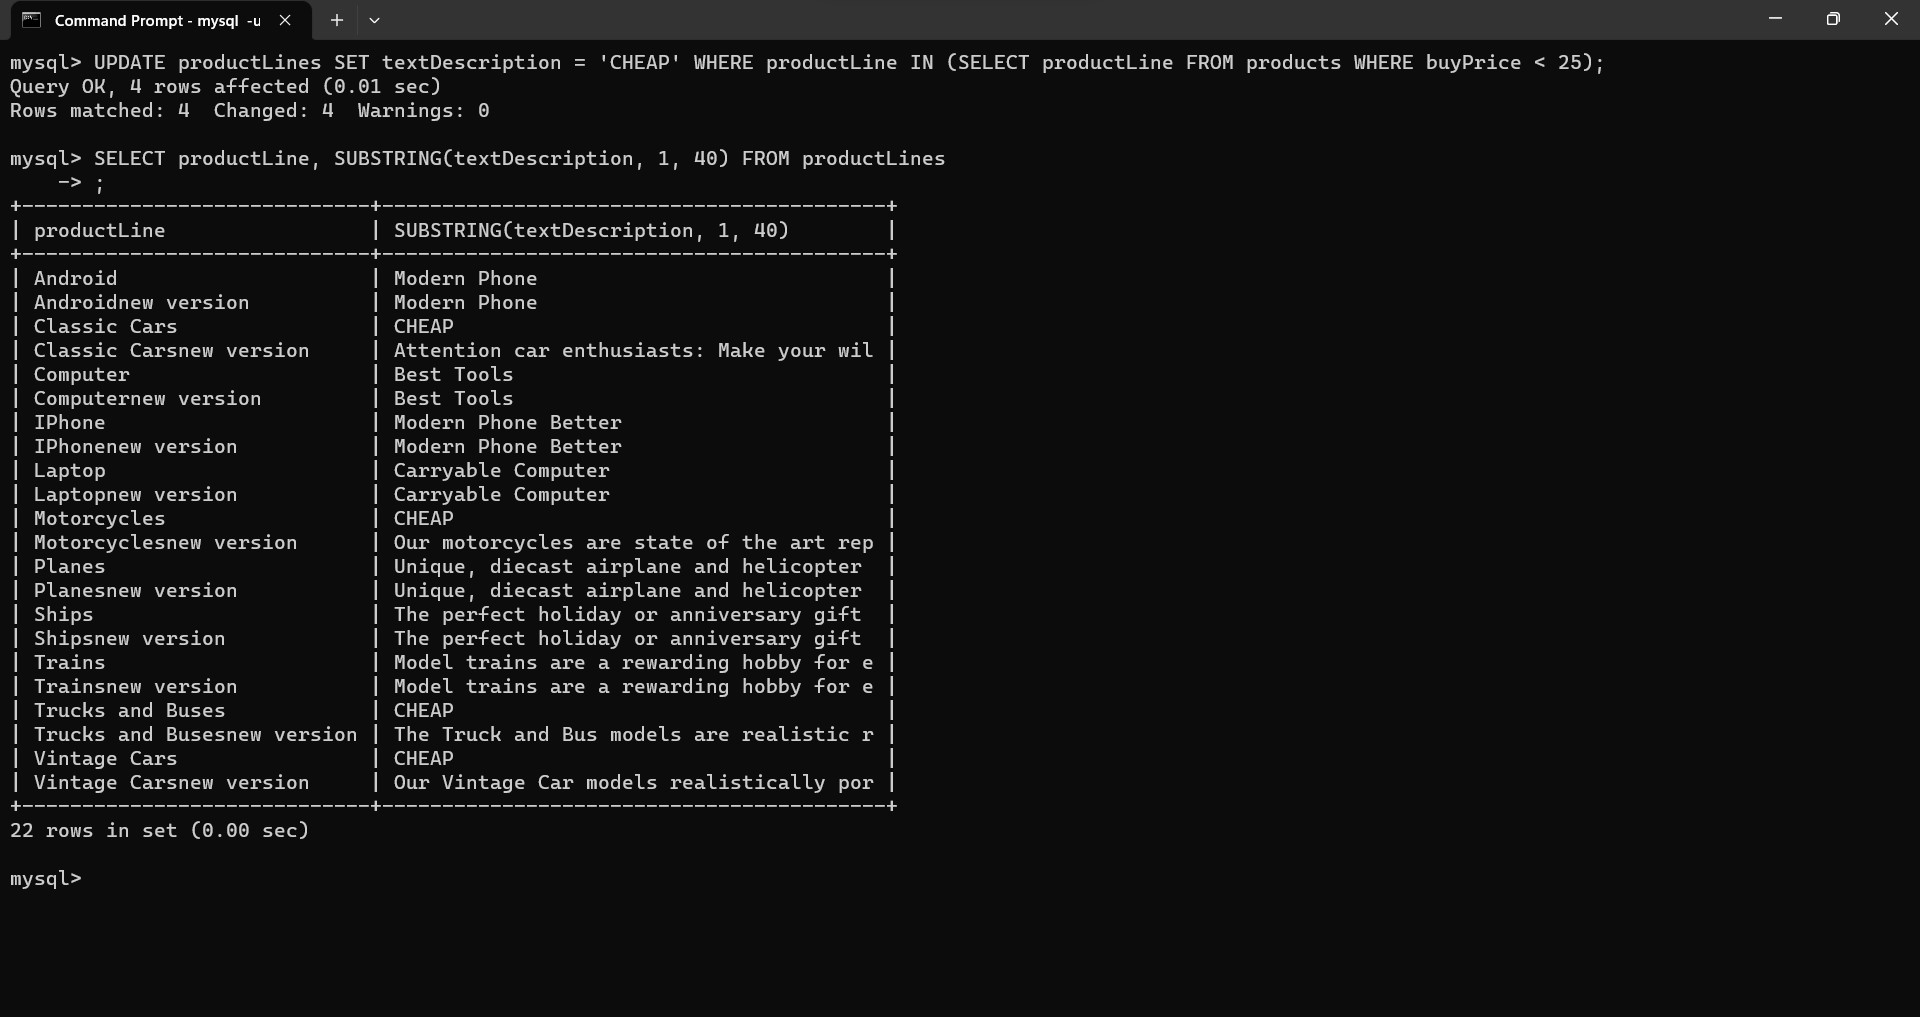 Command Prompt - mysql -u
mysql> UPDATE productLines SET textDescription = 'CHEAP' WHERE productLine IN (SELECT productLine FROM products WHERE buyPrice < 25);
Query OK, 4 rows affected (0.01 sec)
Rows matched: 4  Changed: 4  Warnings: 0

mysql> SELECT productLine, SUBSTRING(textDescription, 1, 40) FROM productLines
    -> ;
+-----------------------------+------------------------------------------+
| productLine                 | SUBSTRING(textDescription, 1, 40)        |
+-----------------------------+------------------------------------------+
| Android                     | Modern Phone                             |
| Androidnew version          | Modern Phone                             |
| Classic Cars                | CHEAP                                    |
| Classic Carsnew version     | Attention car enthusiasts: Make your wil |
| Computer                    | Best Tools                               |
| Computernew version         | Best Tools                               |
| IPhone                      | Modern Phone Better                      |
| IPhonenew version           | Modern Phone Better                      |
| Laptop                      | Carryable Computer                       |
| Laptopnew version           | Carryable Computer                       |
| Motorcycles                 | CHEAP                                    |
| Motorcyclesnew version      | Our motorcycles are state of the art rep |
| Planes                      | Unique, diecast airplane and helicopter  |
| Planesnew version           | Unique, diecast airplane and helicopter  |
| Ships                       | The perfect holiday or anniversary gift  |
| Shipsnew version            | The perfect holiday or anniversary gift  |
| Trains                      | Model trains are a rewarding hobby for e |
| Trainsnew version           | Model trains are a rewarding hobby for e |
| Trucks and Buses            | CHEAP                                    |
| Trucks and Busesnew version | The Truck and Bus models are realistic r |
| Vintage Cars                | CHEAP                                    |
| Vintage Carsnew version     | Our Vintage Car models realistically por |
+-----------------------------+------------------------------------------+
22 rows in set (0.00 sec)

mysql>